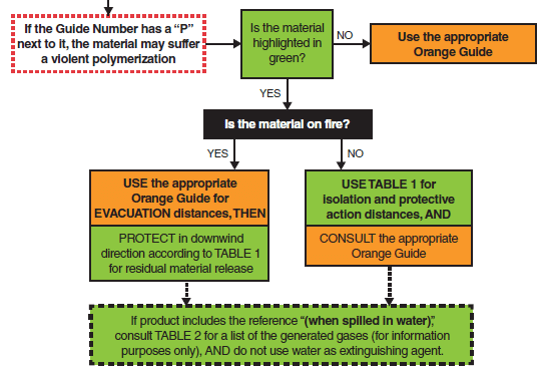 If the Guide Number has a “P”
next to it, the material may suffer
a violent polymerization
Is the material
highlighted in
green?
NO
Use the appropriate
Orange Guide
YES
Is the material on fire?
YES
NO
USE the appropriate
Orange Guide for
EVACUATION distances, THEN
PROTECT in downwind
direction according to TABLE 1
for residual material release
USE TABLE 1 for
isolation and protective
action distances, AND
CONSULT the appropriate
Orange Guide
If product includes the reference “(when spilled in water)”,
consult TABLE 2 for a list of the generated gases (for information
purposes only), AND do not use water as extinguishing agent.